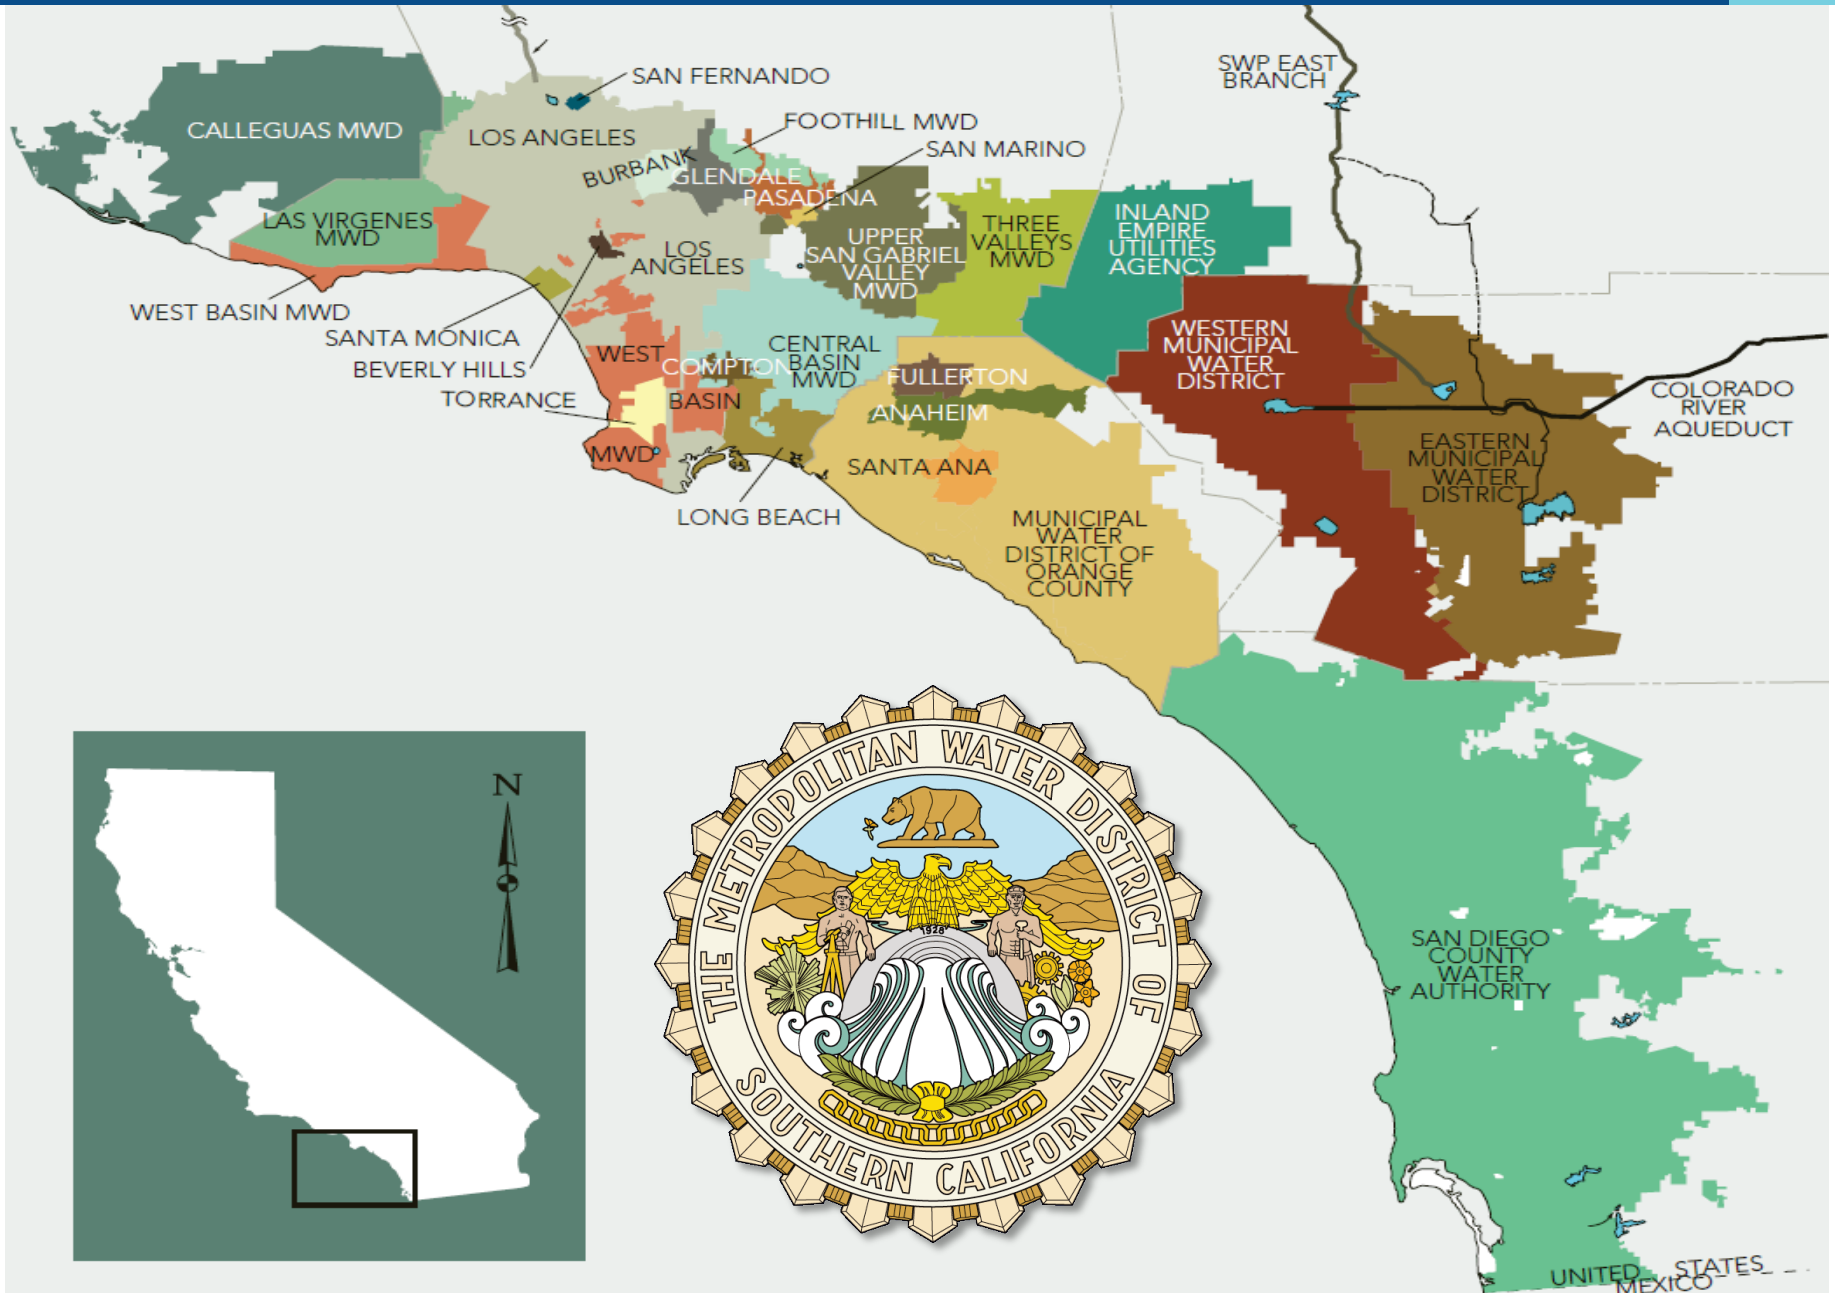 SAN FERNANDO
SWP EAST
BRANCH
CALLEGUAS MWD
LOS ANGELES
FOOTHILL MWD
SAN MARINO
BURBANK
GLENDALE
PASADENA
LAS VIRGENES
MWD
LOS
ANGELES
UPPER
SAN GABRIEL
VALLEY
MWD
THREE
VALLEYS
MWD
INLAND
EMPIRE
UTILITIES
AGENCY
WEST BASIN MWD
SANTA MONICA
BEVERLY HILLS
TORRANCE
WEST
BASIN
MWD
COMPTON
CENTRAL
BASIN
MWD
FULLERTON
ANAHEIM
SANTA ANA
LONG BEACH
MUNICIPAL
WATER
DISTRICT OF
ORANGE
COUNTY
WESTERN
MUNICIPAL
WATER
DISTRICT
EASTERN
MUNICIPAL
WATER
DISTRICT
COLORADO
RIVER
AQUEDUCT
N
THE METROPOLITAN WATER DISTRICT OF
SOUTHERN CALIFORNIA
1928
SAN DIEGO
COUNTY
WATER
AUTHORITY
UNITED STATES
MEXICO